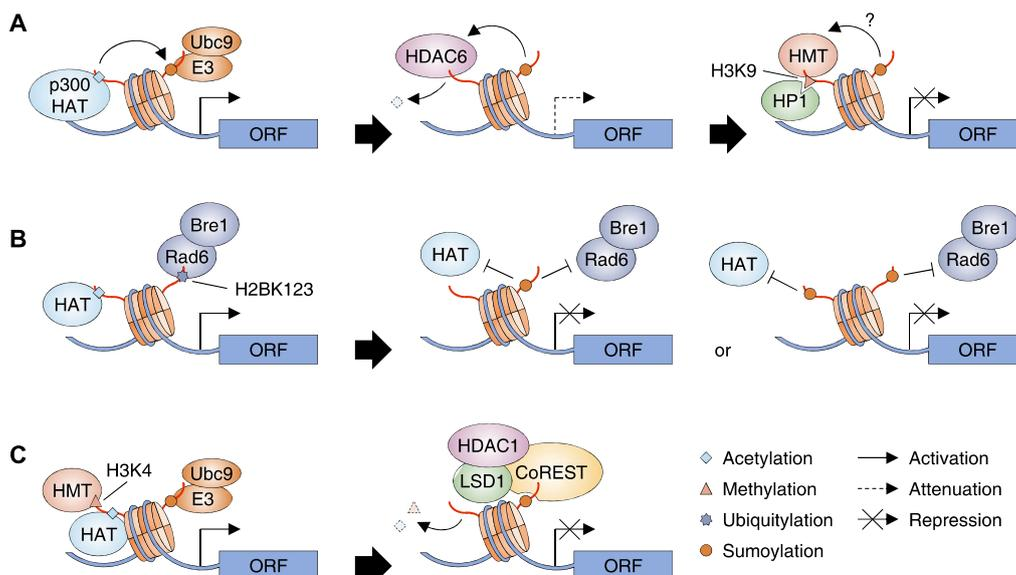 A
p300
HAT
Ubc9
E3
ORF
HDAC6
ORF
?
HMT
H3K9
HP1
ORF
B
Bre1
Rad6
H2BK123
HAT
ORF
HAT
Bre1
Rad6
ORF
or
HAT
Bre1
Rad6
ORF
C
HMT
H3K4
HAT
Ubc9
E3
ORF
HDAC1
LSD1
CoREST
ORF
Acetylation
Methylation
Ubiquitylation
Sumoylation
Activation
Attenuation
Repression